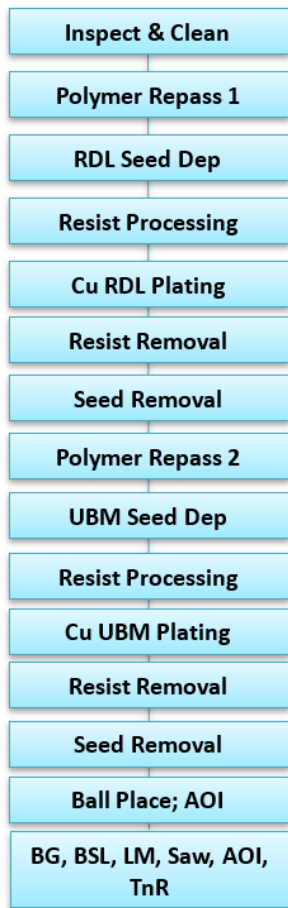 Inspect & Clean
Polymer Repass 1
RDL Seed Dep
Resist Processing
Cu RDL Plating
Resist Removal
Seed Removal
Polymer Repass 2
UBM Seed Dep
Resist Processing
Cu UBM Plating
Resist Removal
Seed Removal
Ball Place; AOI
BG, BSL, LM, Saw, AOI,
TnR